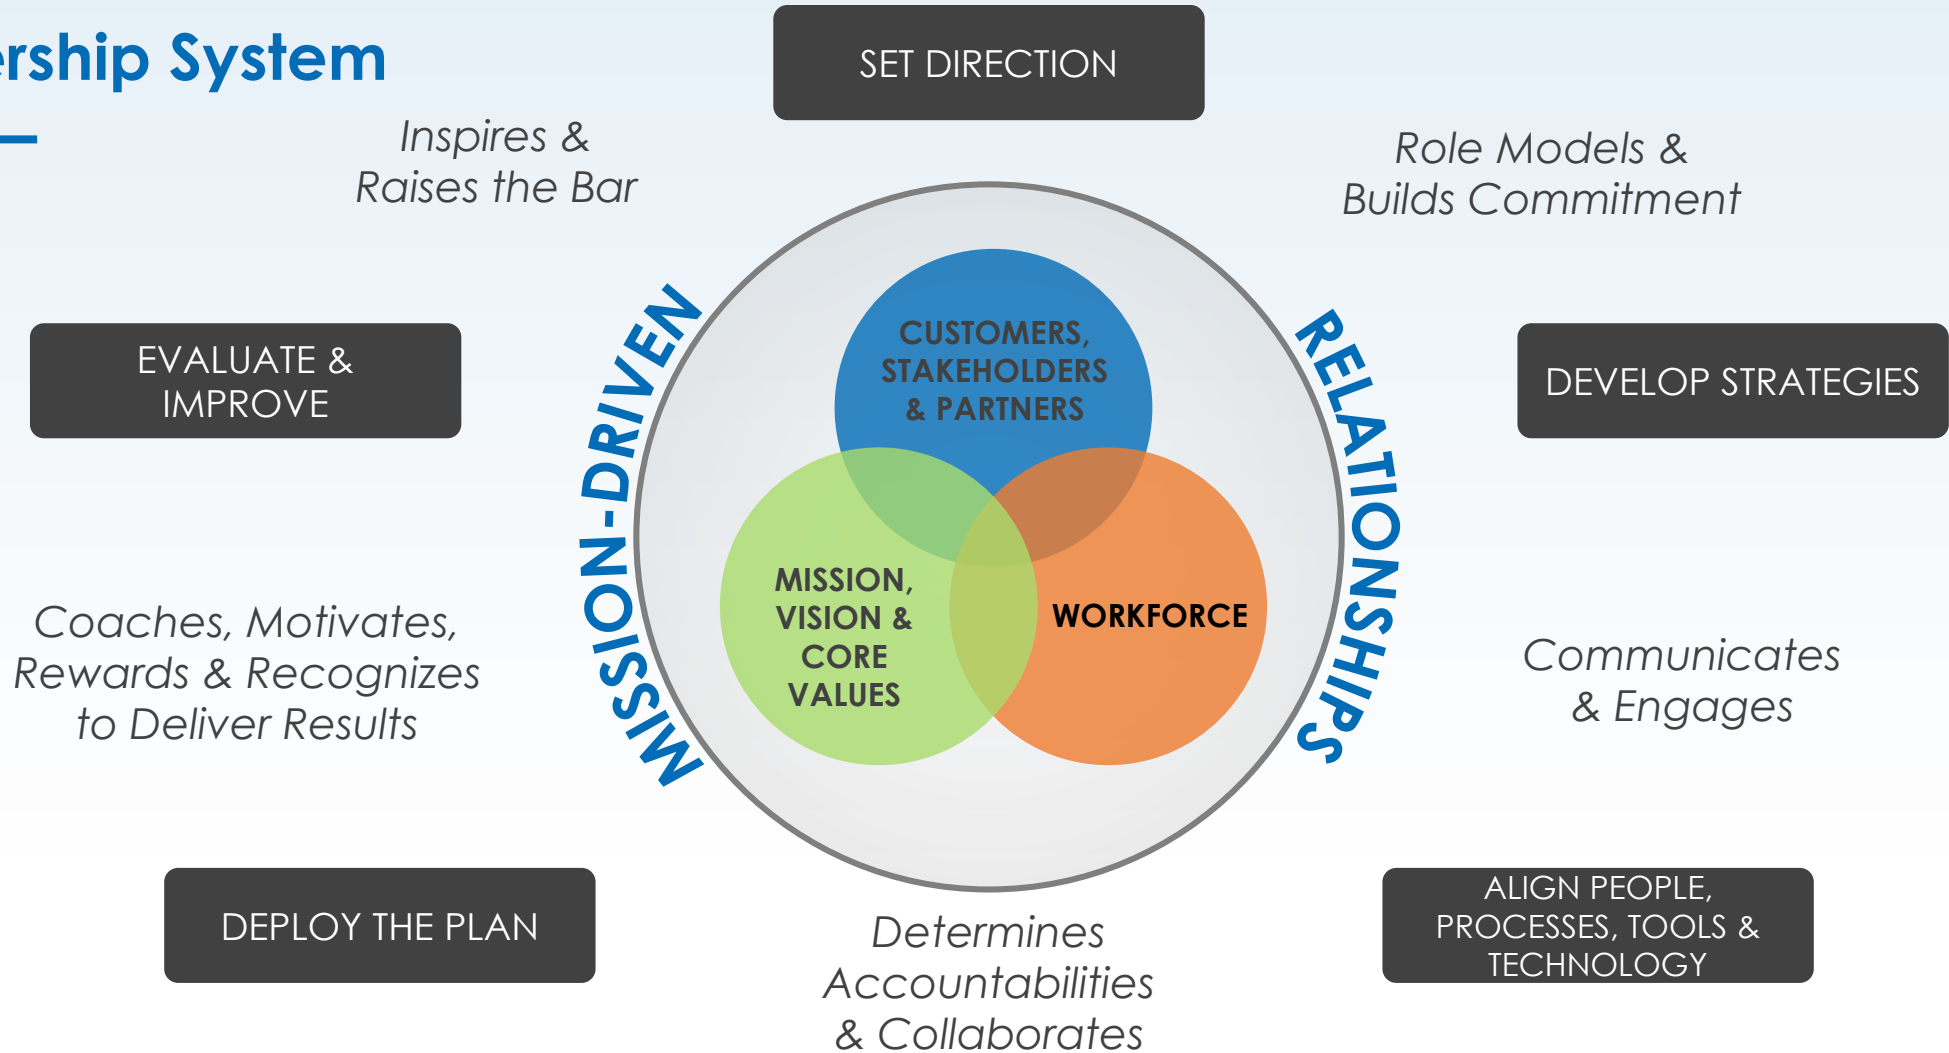 ership System
SET DIRECTION
Inspires &
Raises the Bar
Role Models &
Builds Commitment
EVALUATE &
IMPROVE
DEVELOP STRATEGIES
MISSION-DRIVEN
RELATIONSHIPS
CUSTOMERS,
STAKEHOLDERS
& PARTNERS
MISSION,
VISION &
CORE
VALUES
WORKFORCE
Coaches, Motivates,
Rewards & Recognizes
to Deliver Results
Communicates
& Engages
DEPLOY THE PLAN
Determines
Accountabilities
& Collaborates
ALIGN PEOPLE,
PROCESSES, TOOLS &
TECHNOLOGY